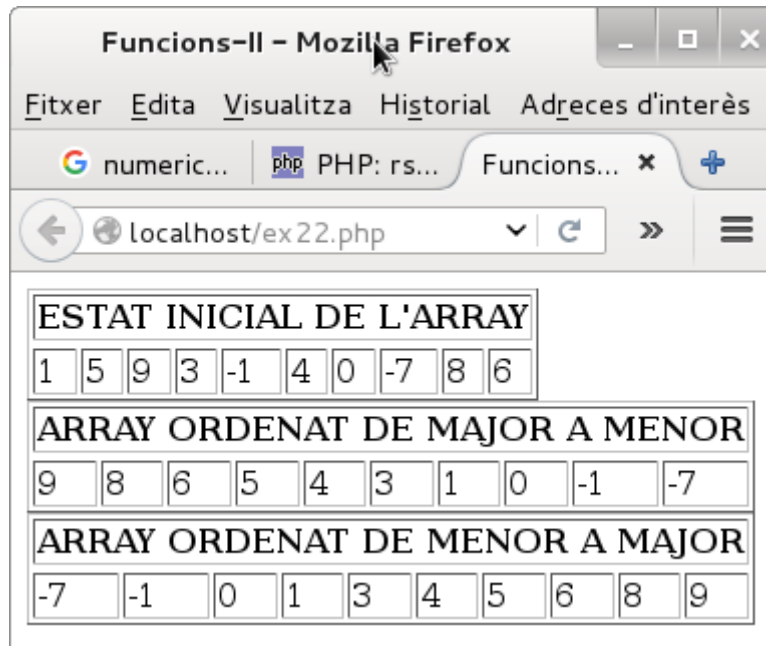 Funcions-II - Mozilla Firefox
Fitxer Edita Visualitza Historial Adreces d'interès
G numeric... php PHP: rs... Funcions...
localhost/ex22.php
ESTAT INICIAL DE L'ARRAY
1 5 9 3 -1 4 0 -7 8 6
ARRAY ORDENAT DE MAJOR A MENOR
9 8 6 5 4 3 1 0 -1 -7
ARRAY ORDENAT DE MENOR A MAJOR
-7 -1 0 1 3 4 5 6 8 9